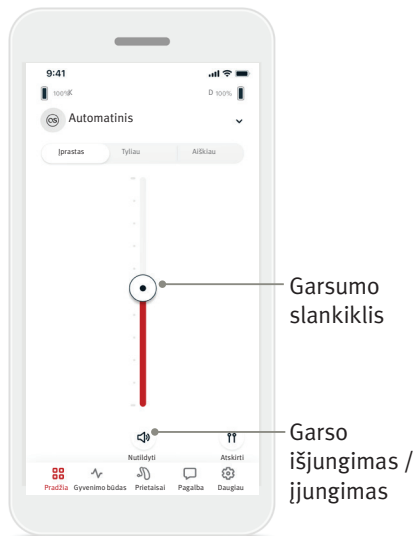 9:41
100% K
D 100%
OS Automatinis
Įprastas Tyliau Aiškiau
Garsumo
slankiklis
Garso
išjungimas /
įjungimas
Nutildyti Atskirti
Pradžia Gyvenimo būdas Prietaisai Pagalba Daugiau